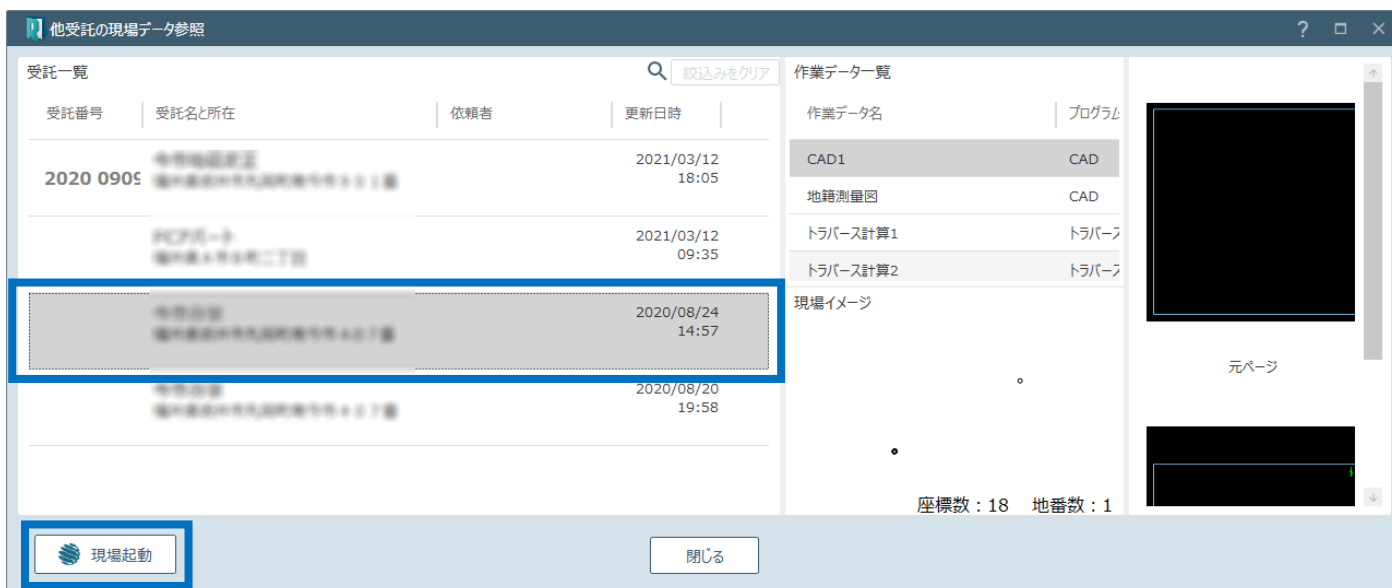 他受託の現場データ参照
受託一覧
絞込みをクリア
受託番号 受託名と所在 依頼者 更新日時
2020 0909
2021/03/12
18:05
2021/03/12
09:35
2020/08/24
14:57
2020/08/20
19:58
作業データ一覧
作業データ名 プログラム
CAD1 CAD
地籍測量図 CAD
トラバース計算1 トラバース
トラバース計算2 トラバース
現場イメージ
座標数：18 地番数：1
元ページ
現場起動
閉じる